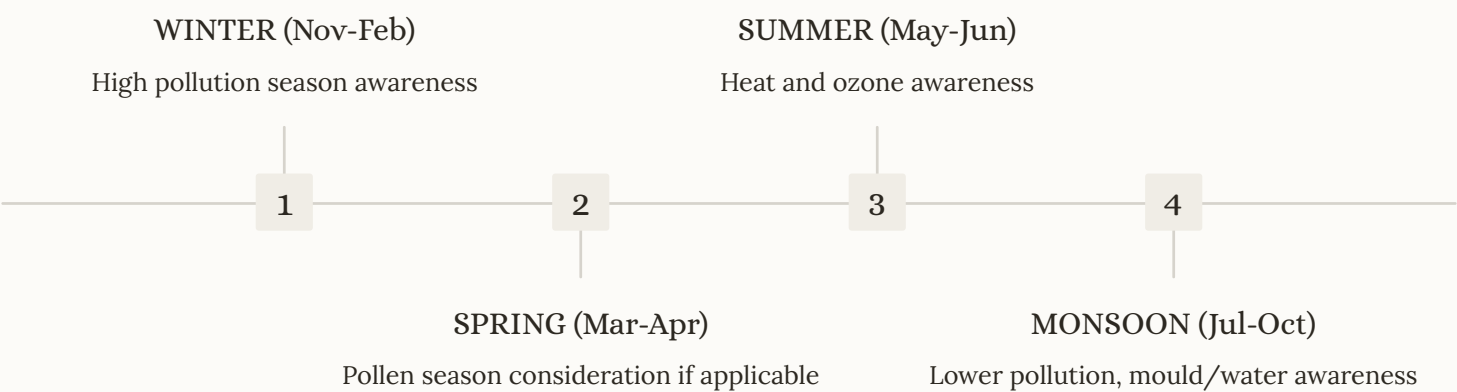 WINTER (Nov-Feb)
High pollution season awareness
SUMMER (May-Jun)
Heat and ozone awareness
1
2
3
4
SPRING (Mar-Apr)
Pollen season consideration if applicable
MONSOON (Jul-Oct)
Lower pollution, mould/water awareness